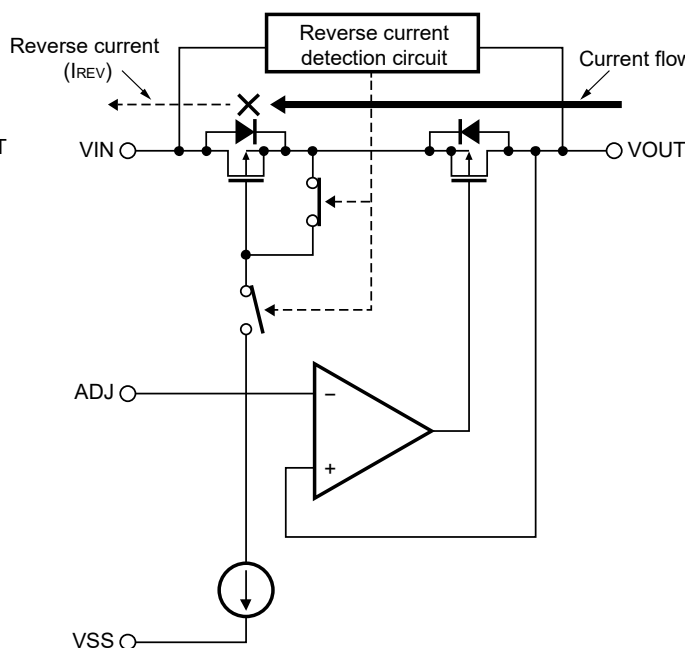 Reverse current
detection circuit
Reverse current
(IREV)
Current flow
T
VIN
VOUT
ADJ
−
+
VSS